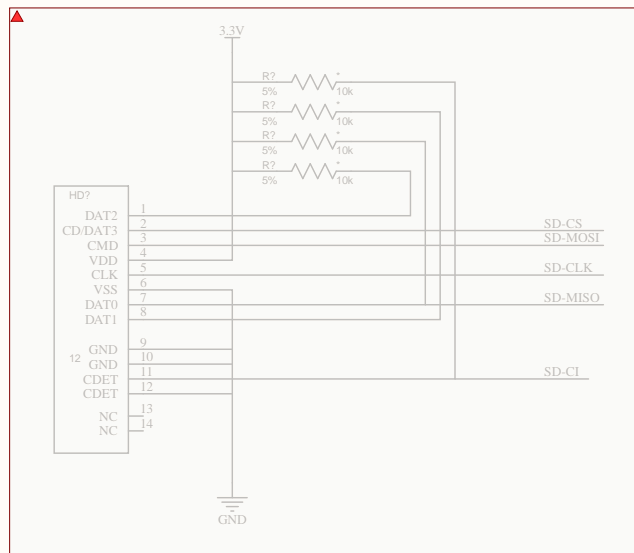 3.3V
R? *
5% 10k
R? *
5% 10k
R? *
5% 10k
R? *
5% 10k
HD?
DAT2 1
CD/DAT3 2 SD-CS
CMD 3 SD-MOSI
VDD 4
CLK 5 SD-CLK
VSS 6
DAT0 7 SD-MISO
DAT1 8
GND 9
12 GND 10
CDET 11 SD-CI
CDET 12
NC 13
NC 14
GND